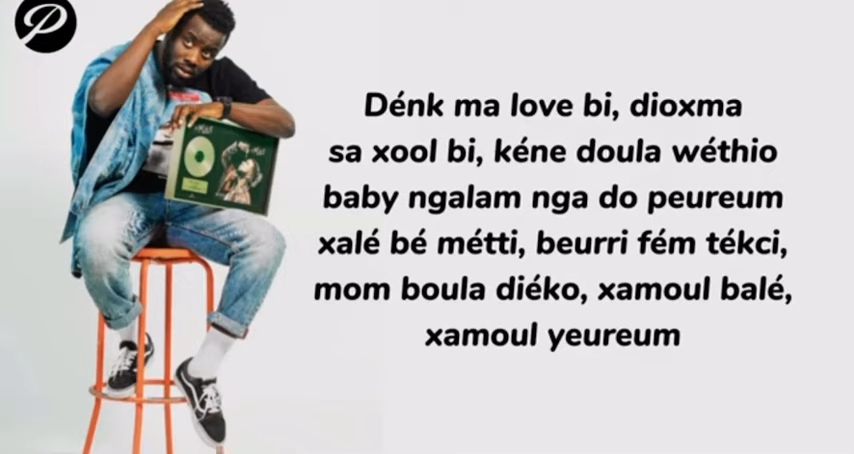 P
Dénk ma love bi, dioxma
sa xool bi, kéne doula wéthio
baby ngalam nga do peureum
xalé bé métti, beurri fém tékci,
mom boula diéko, xamoul balé,
xamoul yeureum